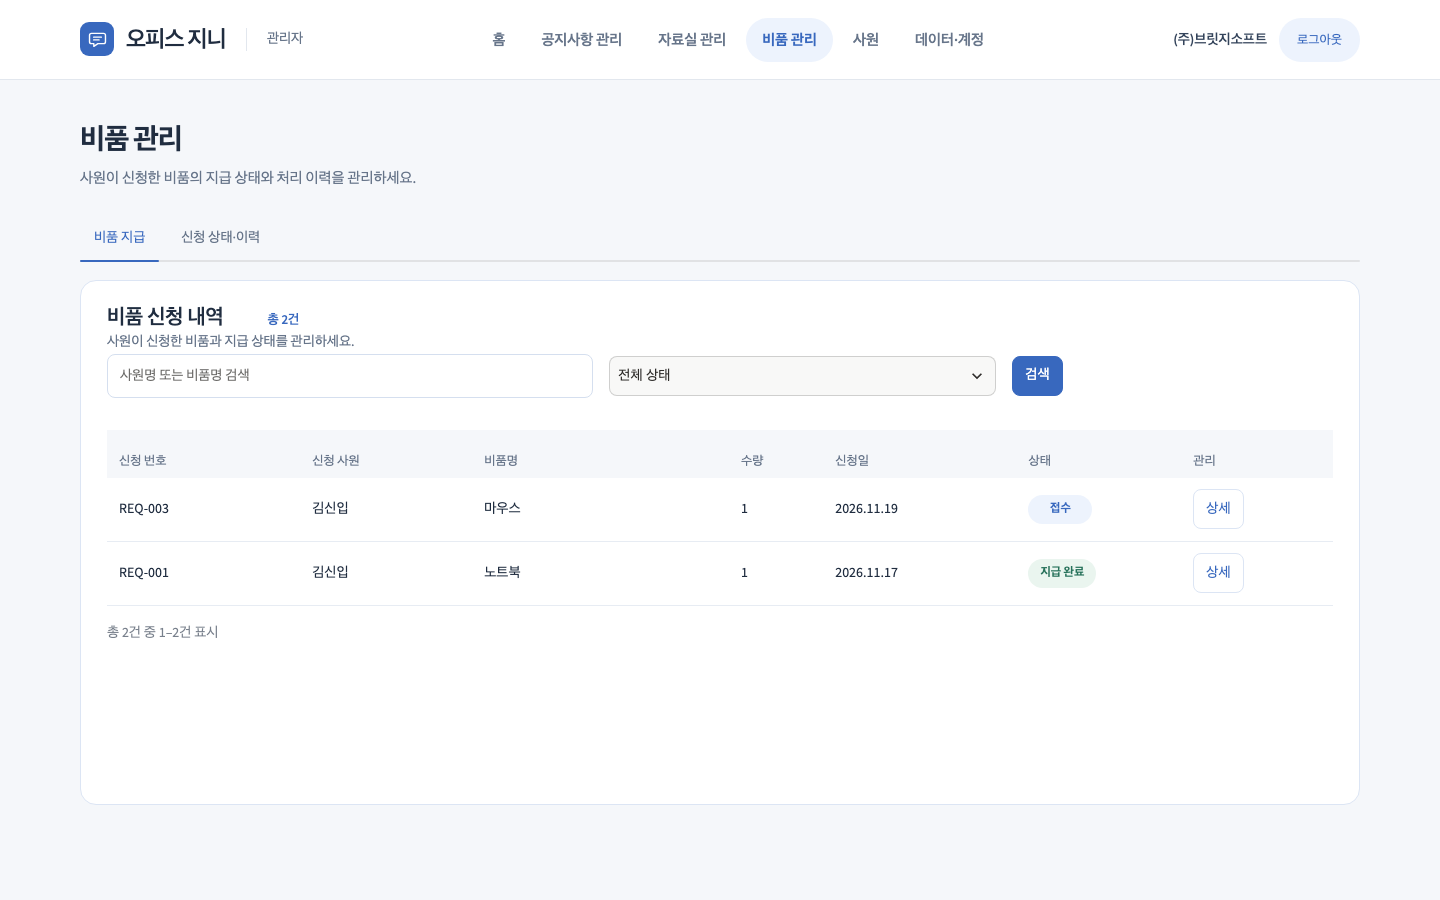 오피스 지니 관리자 홈 공지사항 관리 자료실 관리 비품 관리 사원 데이터·계정 (주)브릿지소프트 로그아웃
비품 관리
사원이 신청한 비품의 지급 상태와 처리 이력을 관리하세요.
비품 지급 신청 상태·이력
비품 신청 내역 총 2건
사원이 신청한 비품과 지급 상태를 관리하세요.
사원명 또는 비품명 검색 전체 상태 검색
신청 번호 신청 사원 비품명 수량 신청일 상태 관리
REQ-003 김신입 마우스 1 2026.11.19 접수 상세
REQ-001 김신입 노트북 1 2026.11.17 지급 완료 상세
총 2건 중 1–2건 표시